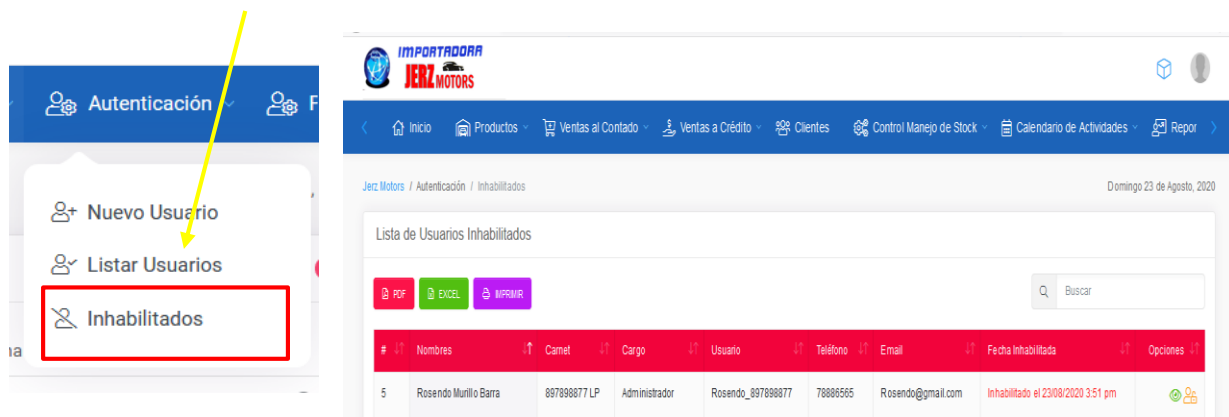 Autenticación
F
Nuevo Usuario
Listar Usuarios
Inhabilitados
na
IMPORTADORA
JERZ MOTORS
Inicio Productos Ventas al Contado Ventas a Crédito Clientes Control Manejo de Stock Calendario de Actividades Repor
Jerz Motors / Autenticación / Inhabilitados Domingo 23 de Agosto, 2020
Lista de Usuarios Inhabilitados
PDF EXCEL IMPRIMIR Buscar
# Nombres Carnet Cargo Usuario Teléfono Email Fecha Inhabilitada Opciones
5 Rosendo Murillo Barra 897898877 LP Administrador Rosendo_897898877 78886565 Rosendo@gmail.com Inhabilitado el 23/08/2020 3:51 pm